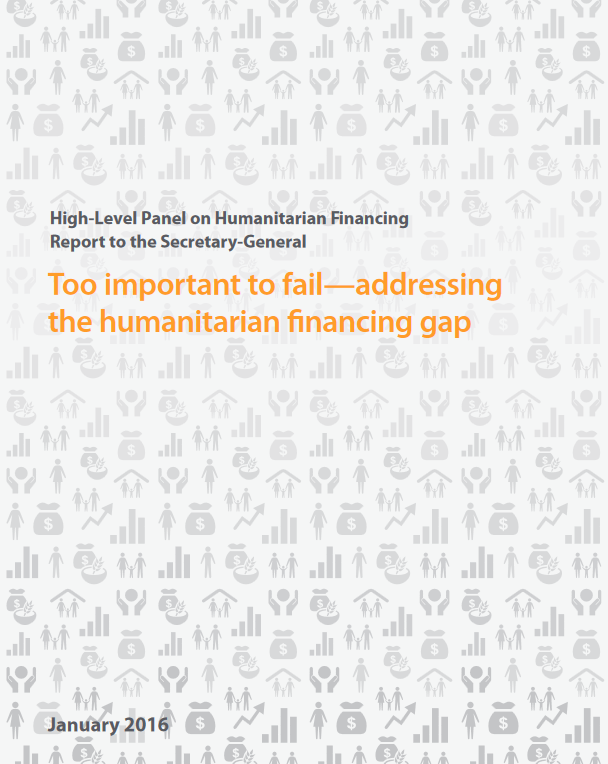 High-Level Panel on Humanitarian Financing
Report to the Secretary-General
Too important to fail—addressing
the humanitarian financing gap
January 2016